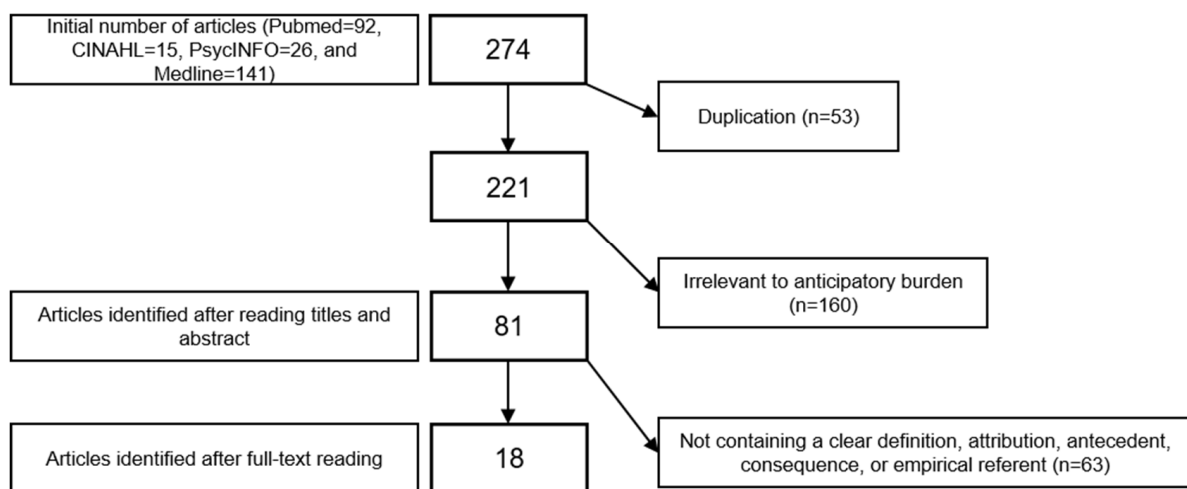 Initial number of articles (Pubmed=92,
CINAHL=15, PsycINFO=26, and
Medline=141)
274
Duplication (n=53)
221
Irrelevant to anticipatory burden
(n=160)
Articles identified after reading titles and
abstract
81
Articles identified after full-text reading
18
Not containing a clear definition, attribution, antecedent,
consequence, or empirical referent (n=63)